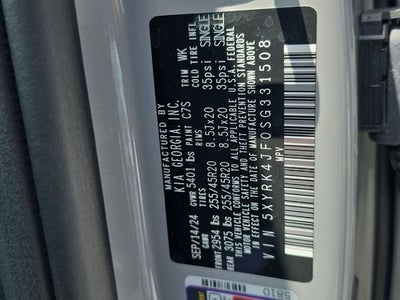 MANUFACTURED BY
KIA GEORGIA, INC.
SEP/14/24 GVWR 5401 lbs PAINT C7S TRIM WK
GAWR TIRES RIMS COLD TIRE INFL.
FRONT 2954 lbs 255/45R20 8.5Jx20 35psi SINGLE
REAR 3075 lbs 255/45R20 8.5Jx20 35psi SINGLE
THIS VEHICLE CONFORMS TO ALL APPLICABLE U.S.A. FEDERAL
MOTOR VEHICLE SAFETY AND THEFT PREVENTION STANDARDS
IN EFFECT ON THE DATE OF MANUFACTURE SHOWN ABOVE
VIN 5XYRK4JF0SG331508
MPV
5810